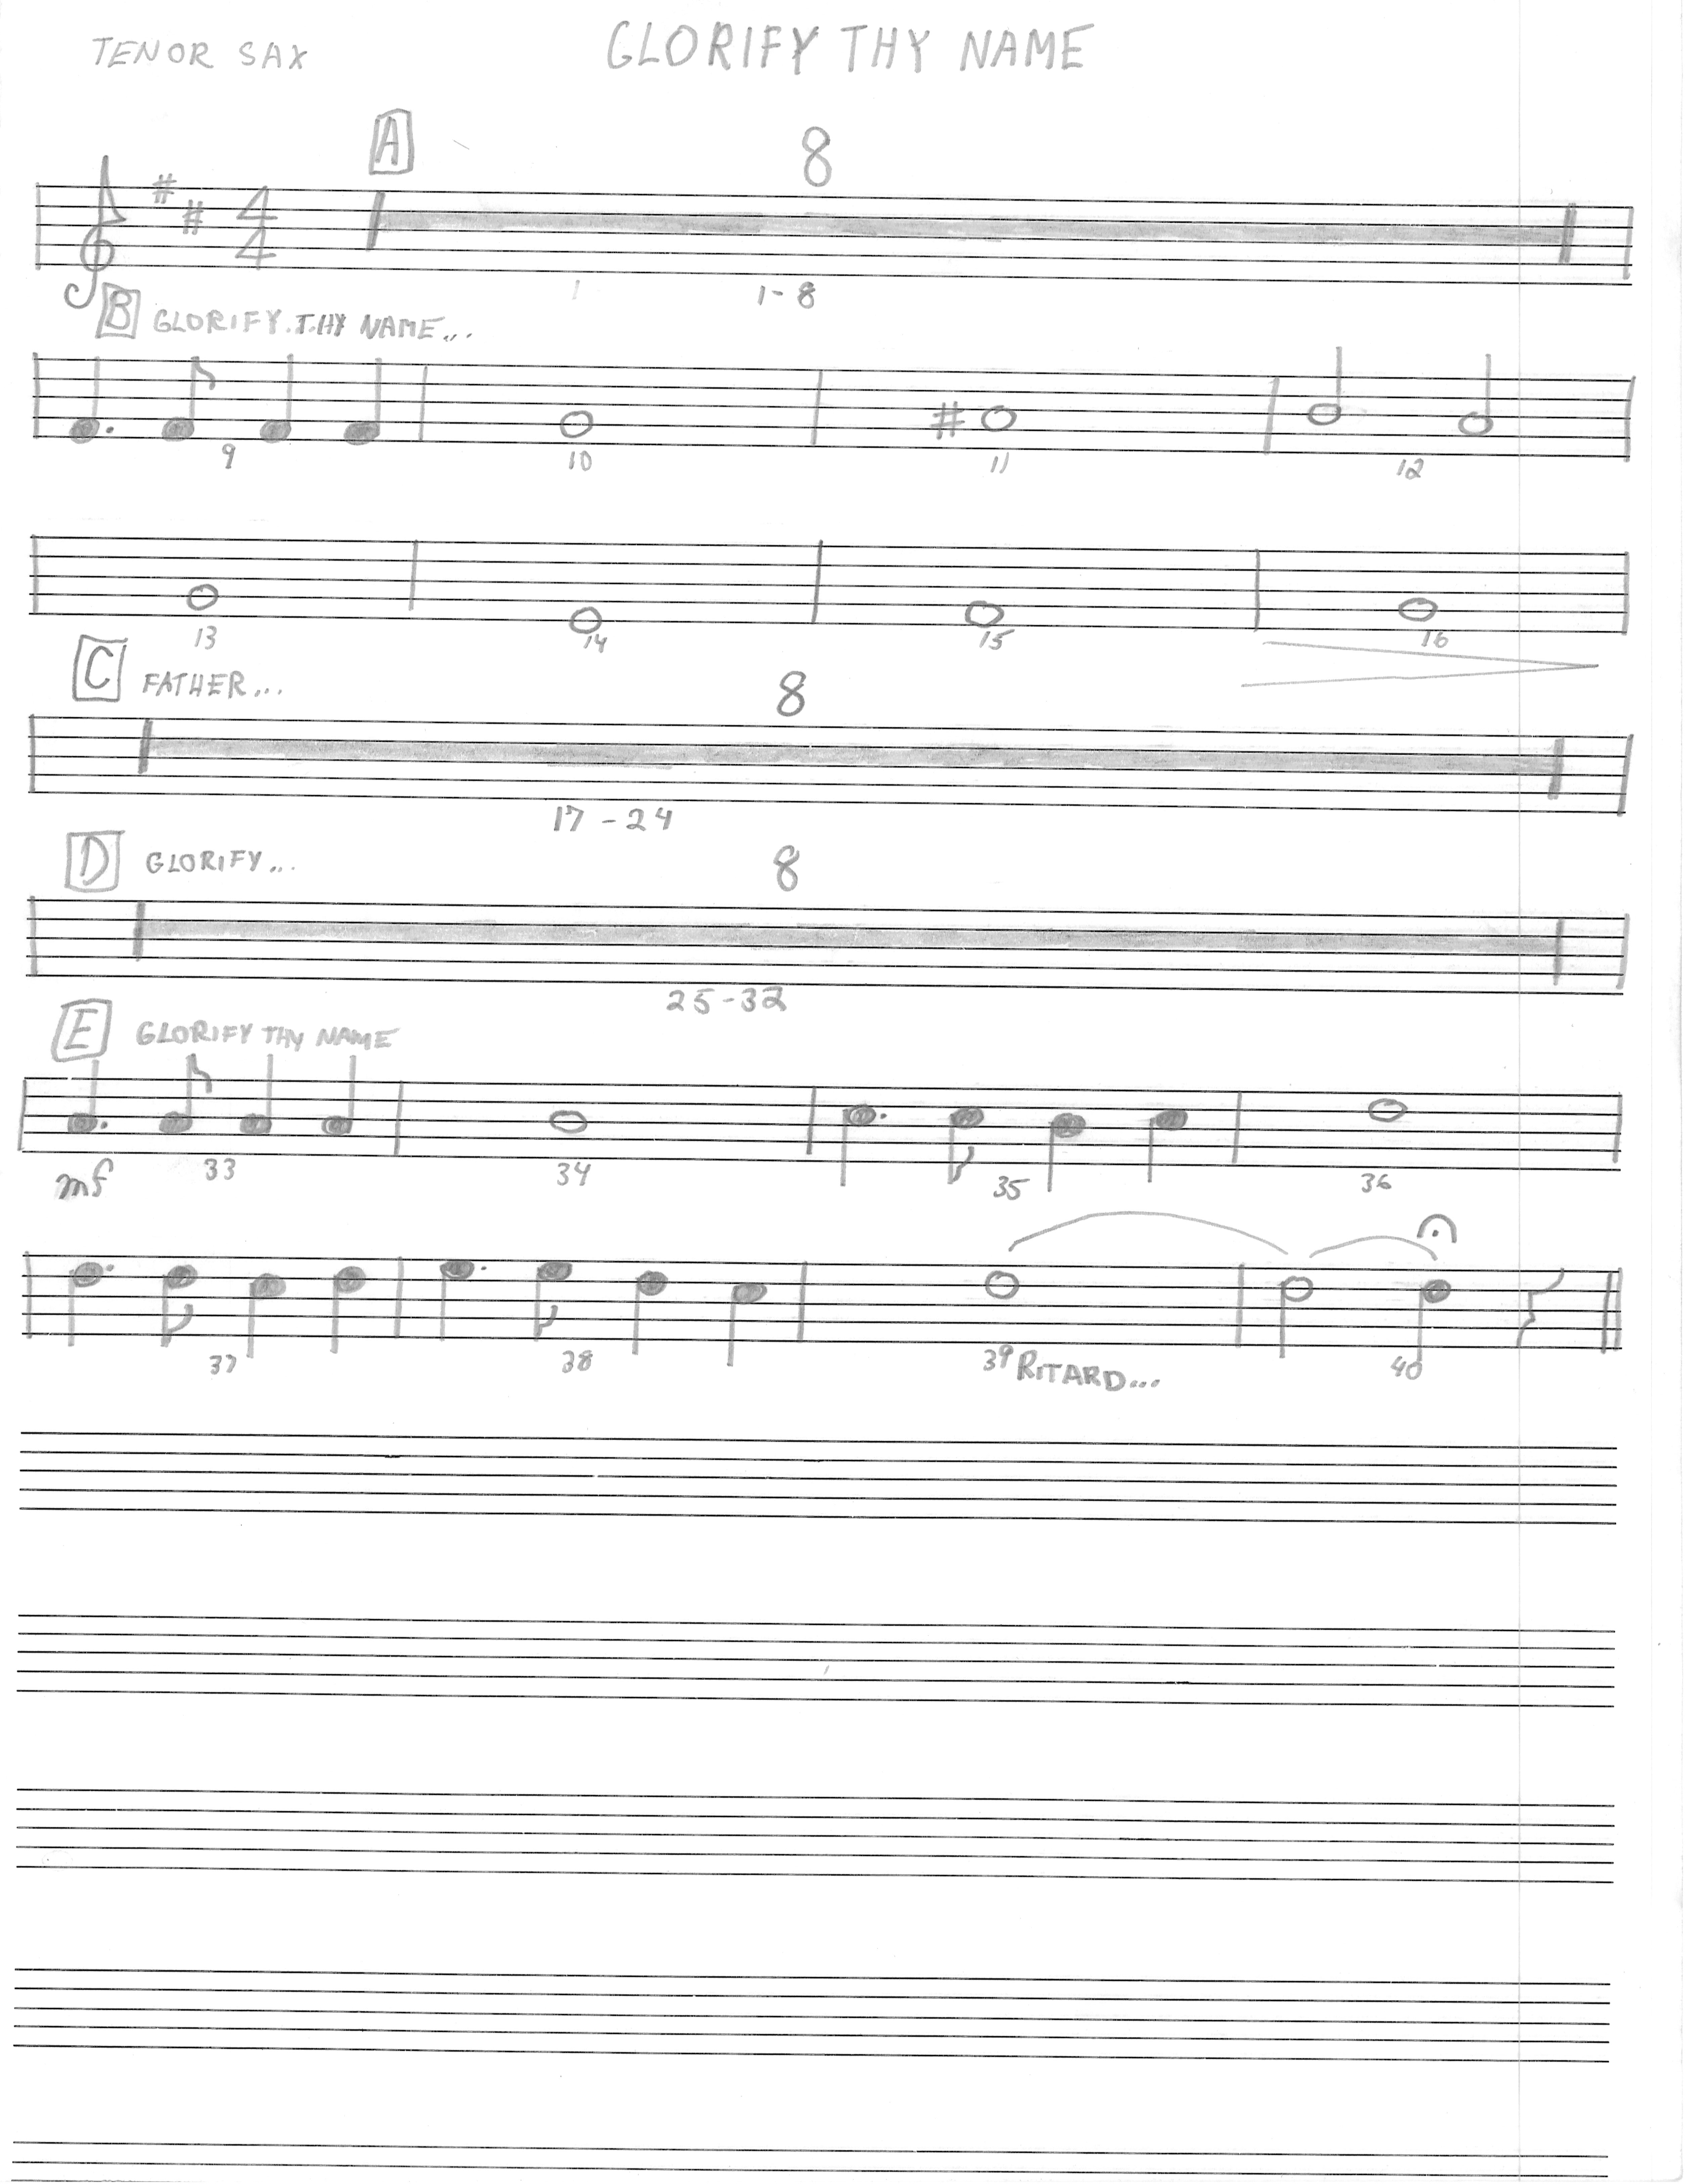 TENOR SAX GLORIFY THY NAME
A 8
4
4
1 1-8
B GLORIFY THY NAME...
9 10 11 12
13 14 15 16
C FATHER... 8
17-24
D GLORIFY... 8
25-32
E GLORIFY THY NAME
mf 33 34 35 36
37 38 39 RITARD... 40